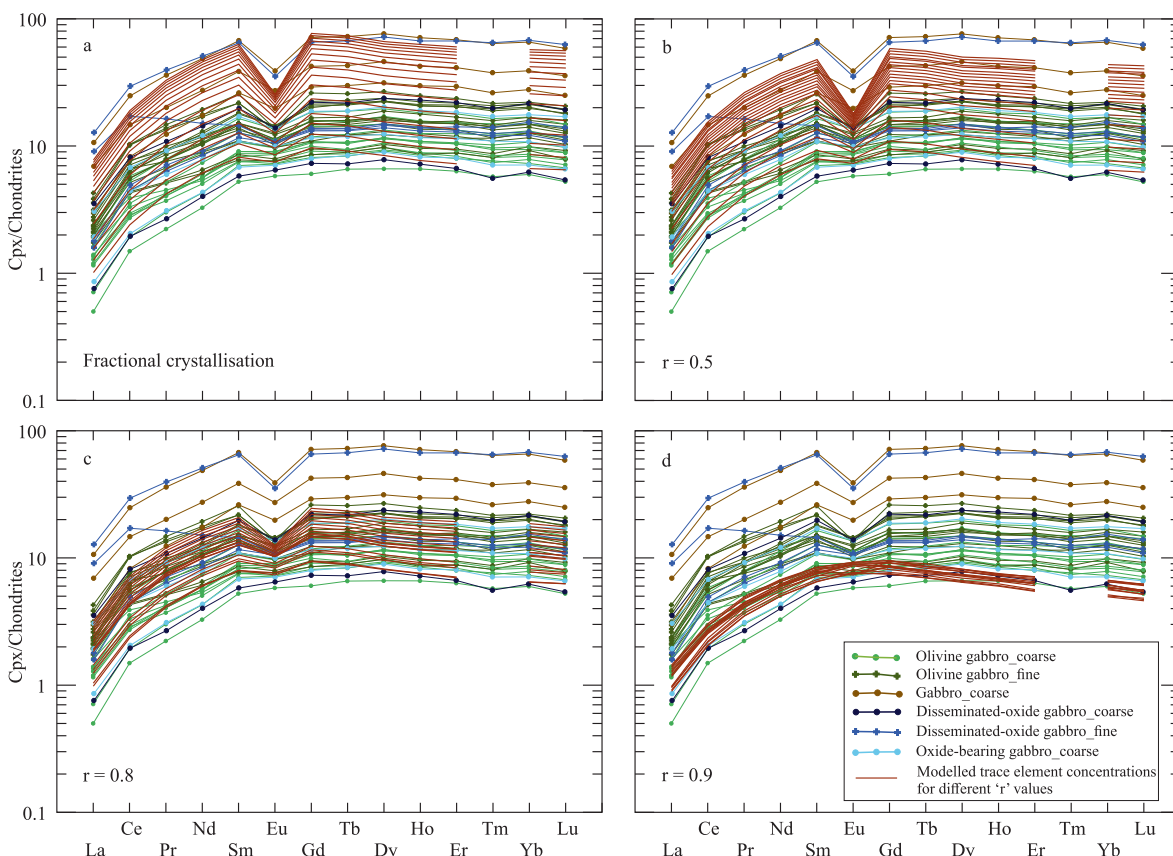 100
10
1
0.1
Cpx/Chondrites
a
Fractional crystallisation
b
r = 0.5
100
10
1
0.1
Cpx/Chondrites
c
r = 0.8
d
r = 0.9
Olivine gabbro_coarse
Olivine gabbro_fine
Gabbro_coarse
Disseminated-oxide gabbro_coarse
Disseminated-oxide gabbro_fine
Oxide-bearing gabbro_coarse
Modelled trace element concentrations
for different ‘r’ values
Ce Nd Eu Tb Ho Tm Lu
La Pr Sm Gd Dy Er Yb
Ce Nd Eu Tb Ho Tm Lu
La Pr Sm Gd Dy Er Yb